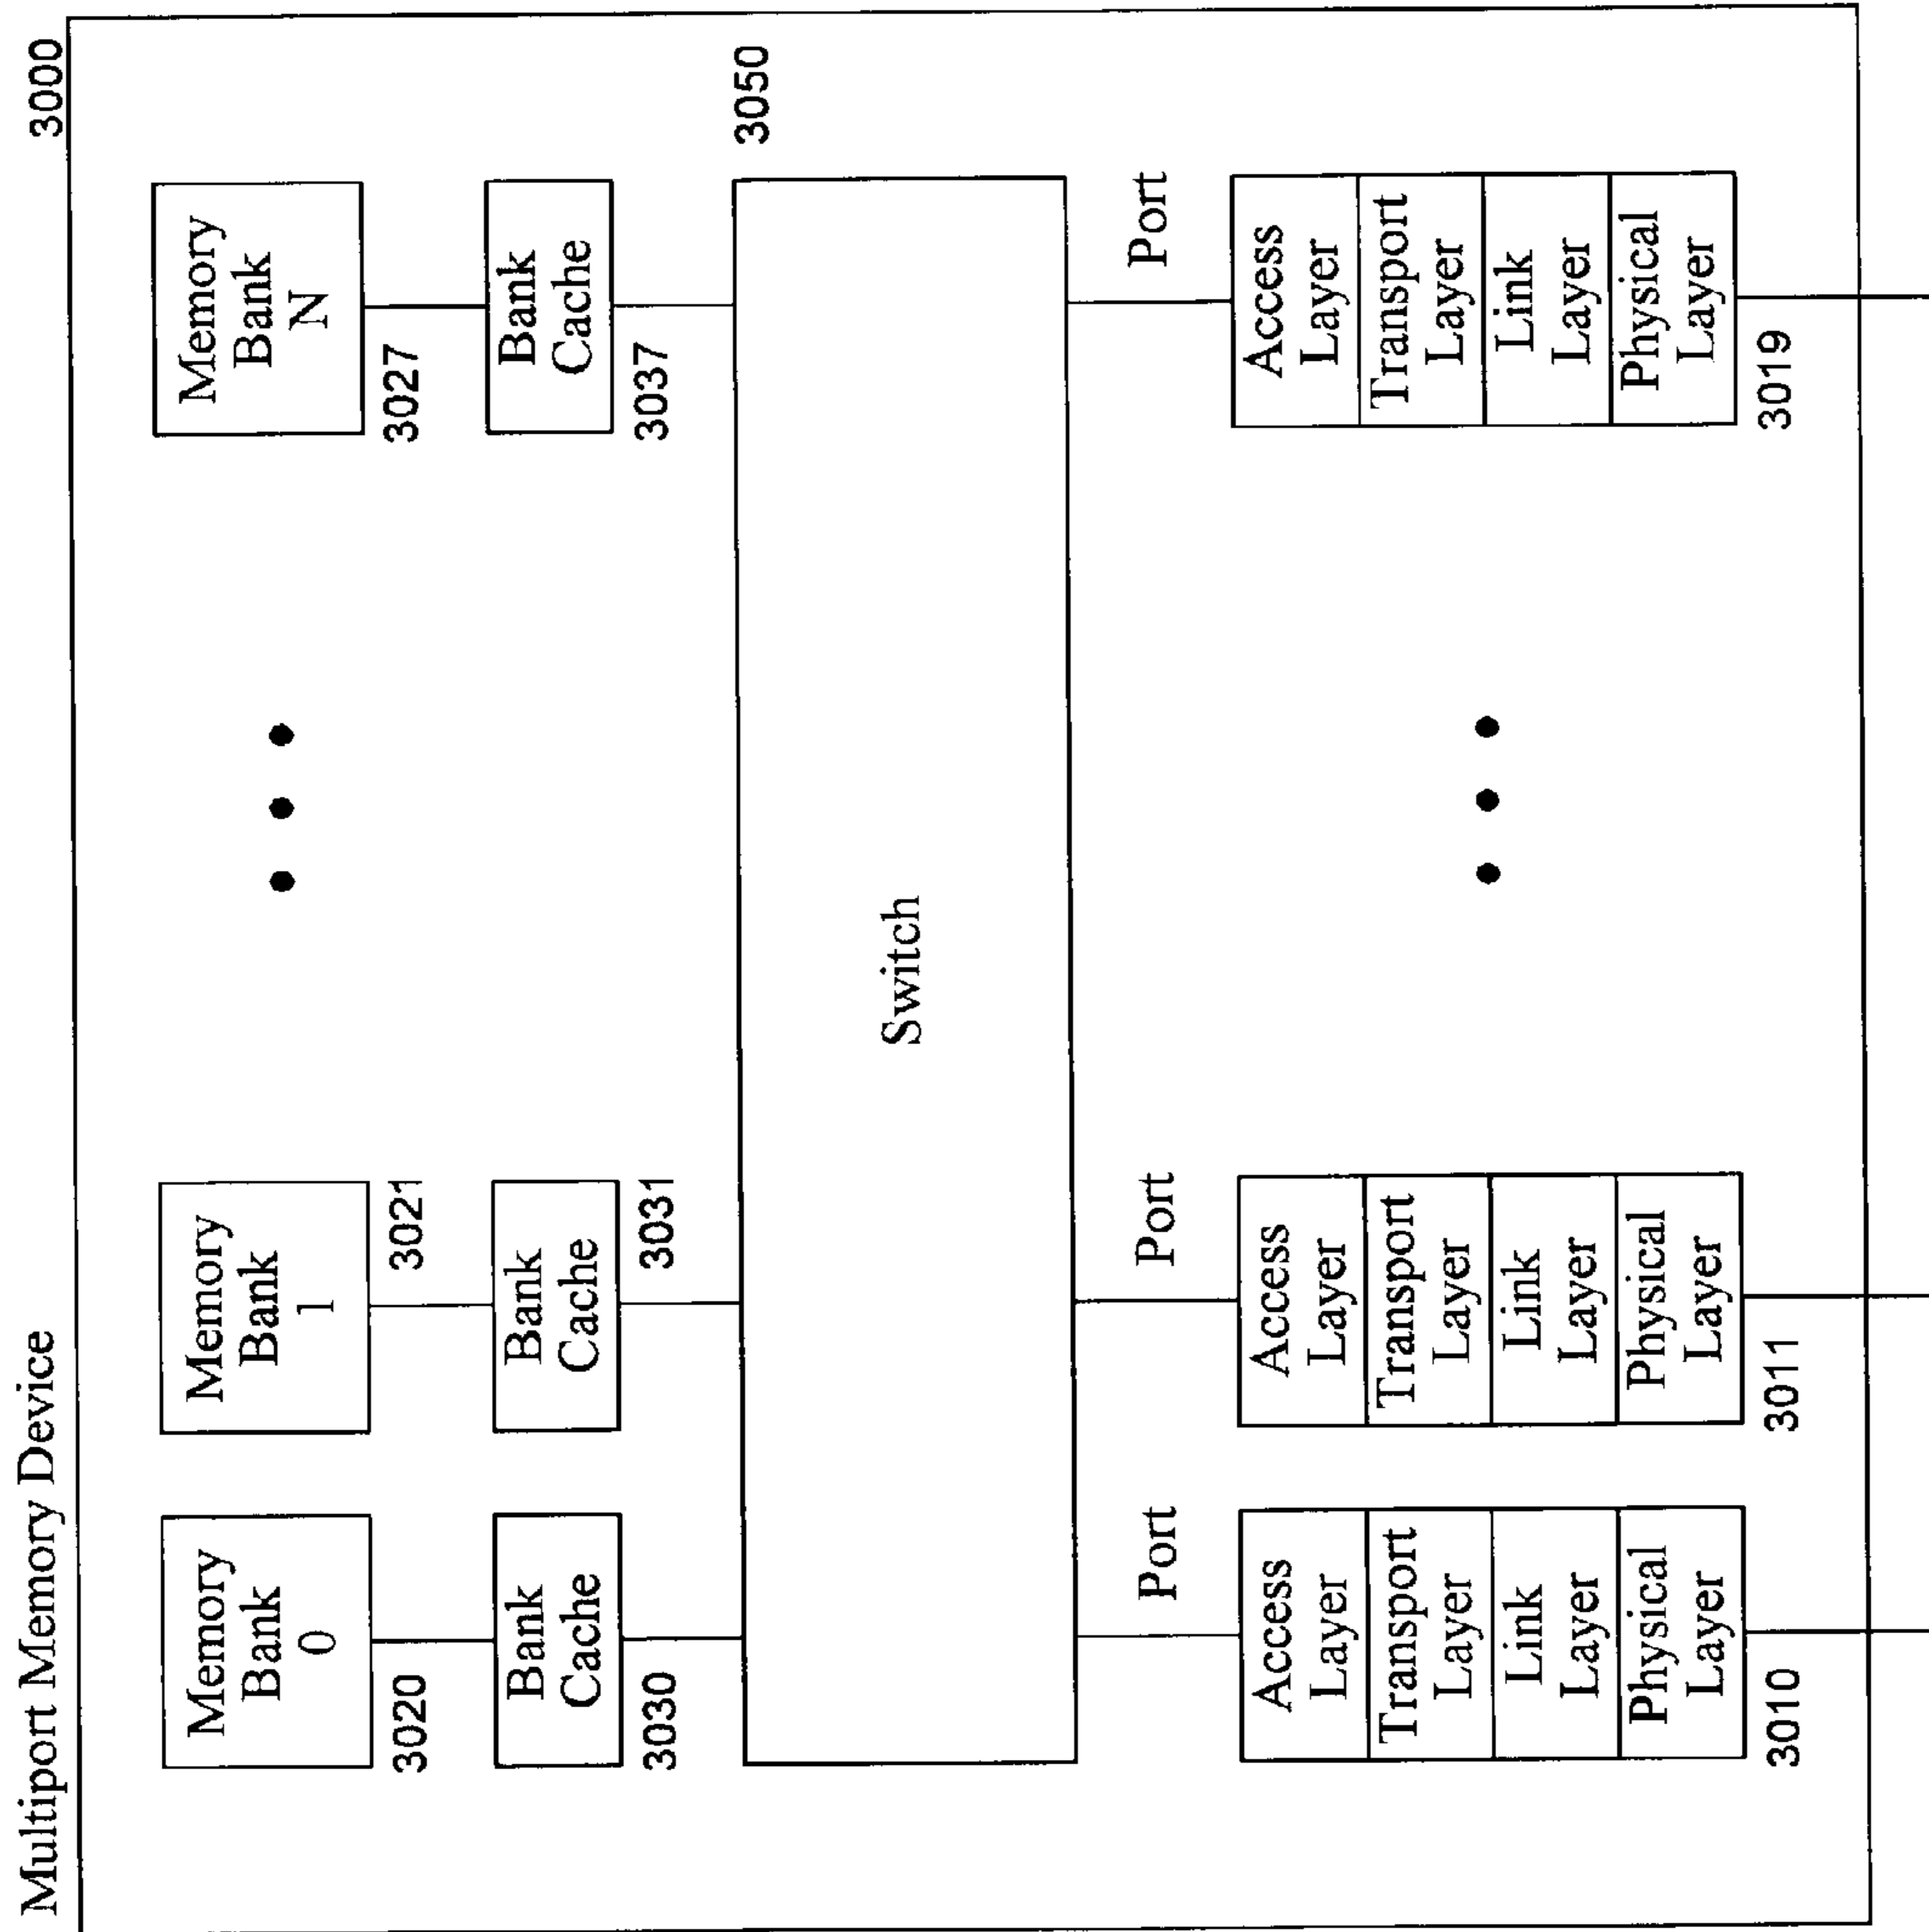 Multiport Memory Device
3000
Memory
Bank
0
3020
Memory
Bank
1
3021
Memory
Bank
N
3027
Bank
Cache
3030
Bank
Cache
3031
Bank
Cache
3037
3050
Switch
Port
Port
Port
Access
Layer
Transport
Layer
Link
Layer
Physical
Layer
3010
Access
Layer
Transport
Layer
Link
Layer
Physical
Layer
3011
Access
Layer
Transport
Layer
Link
Layer
Physical
Layer
3019